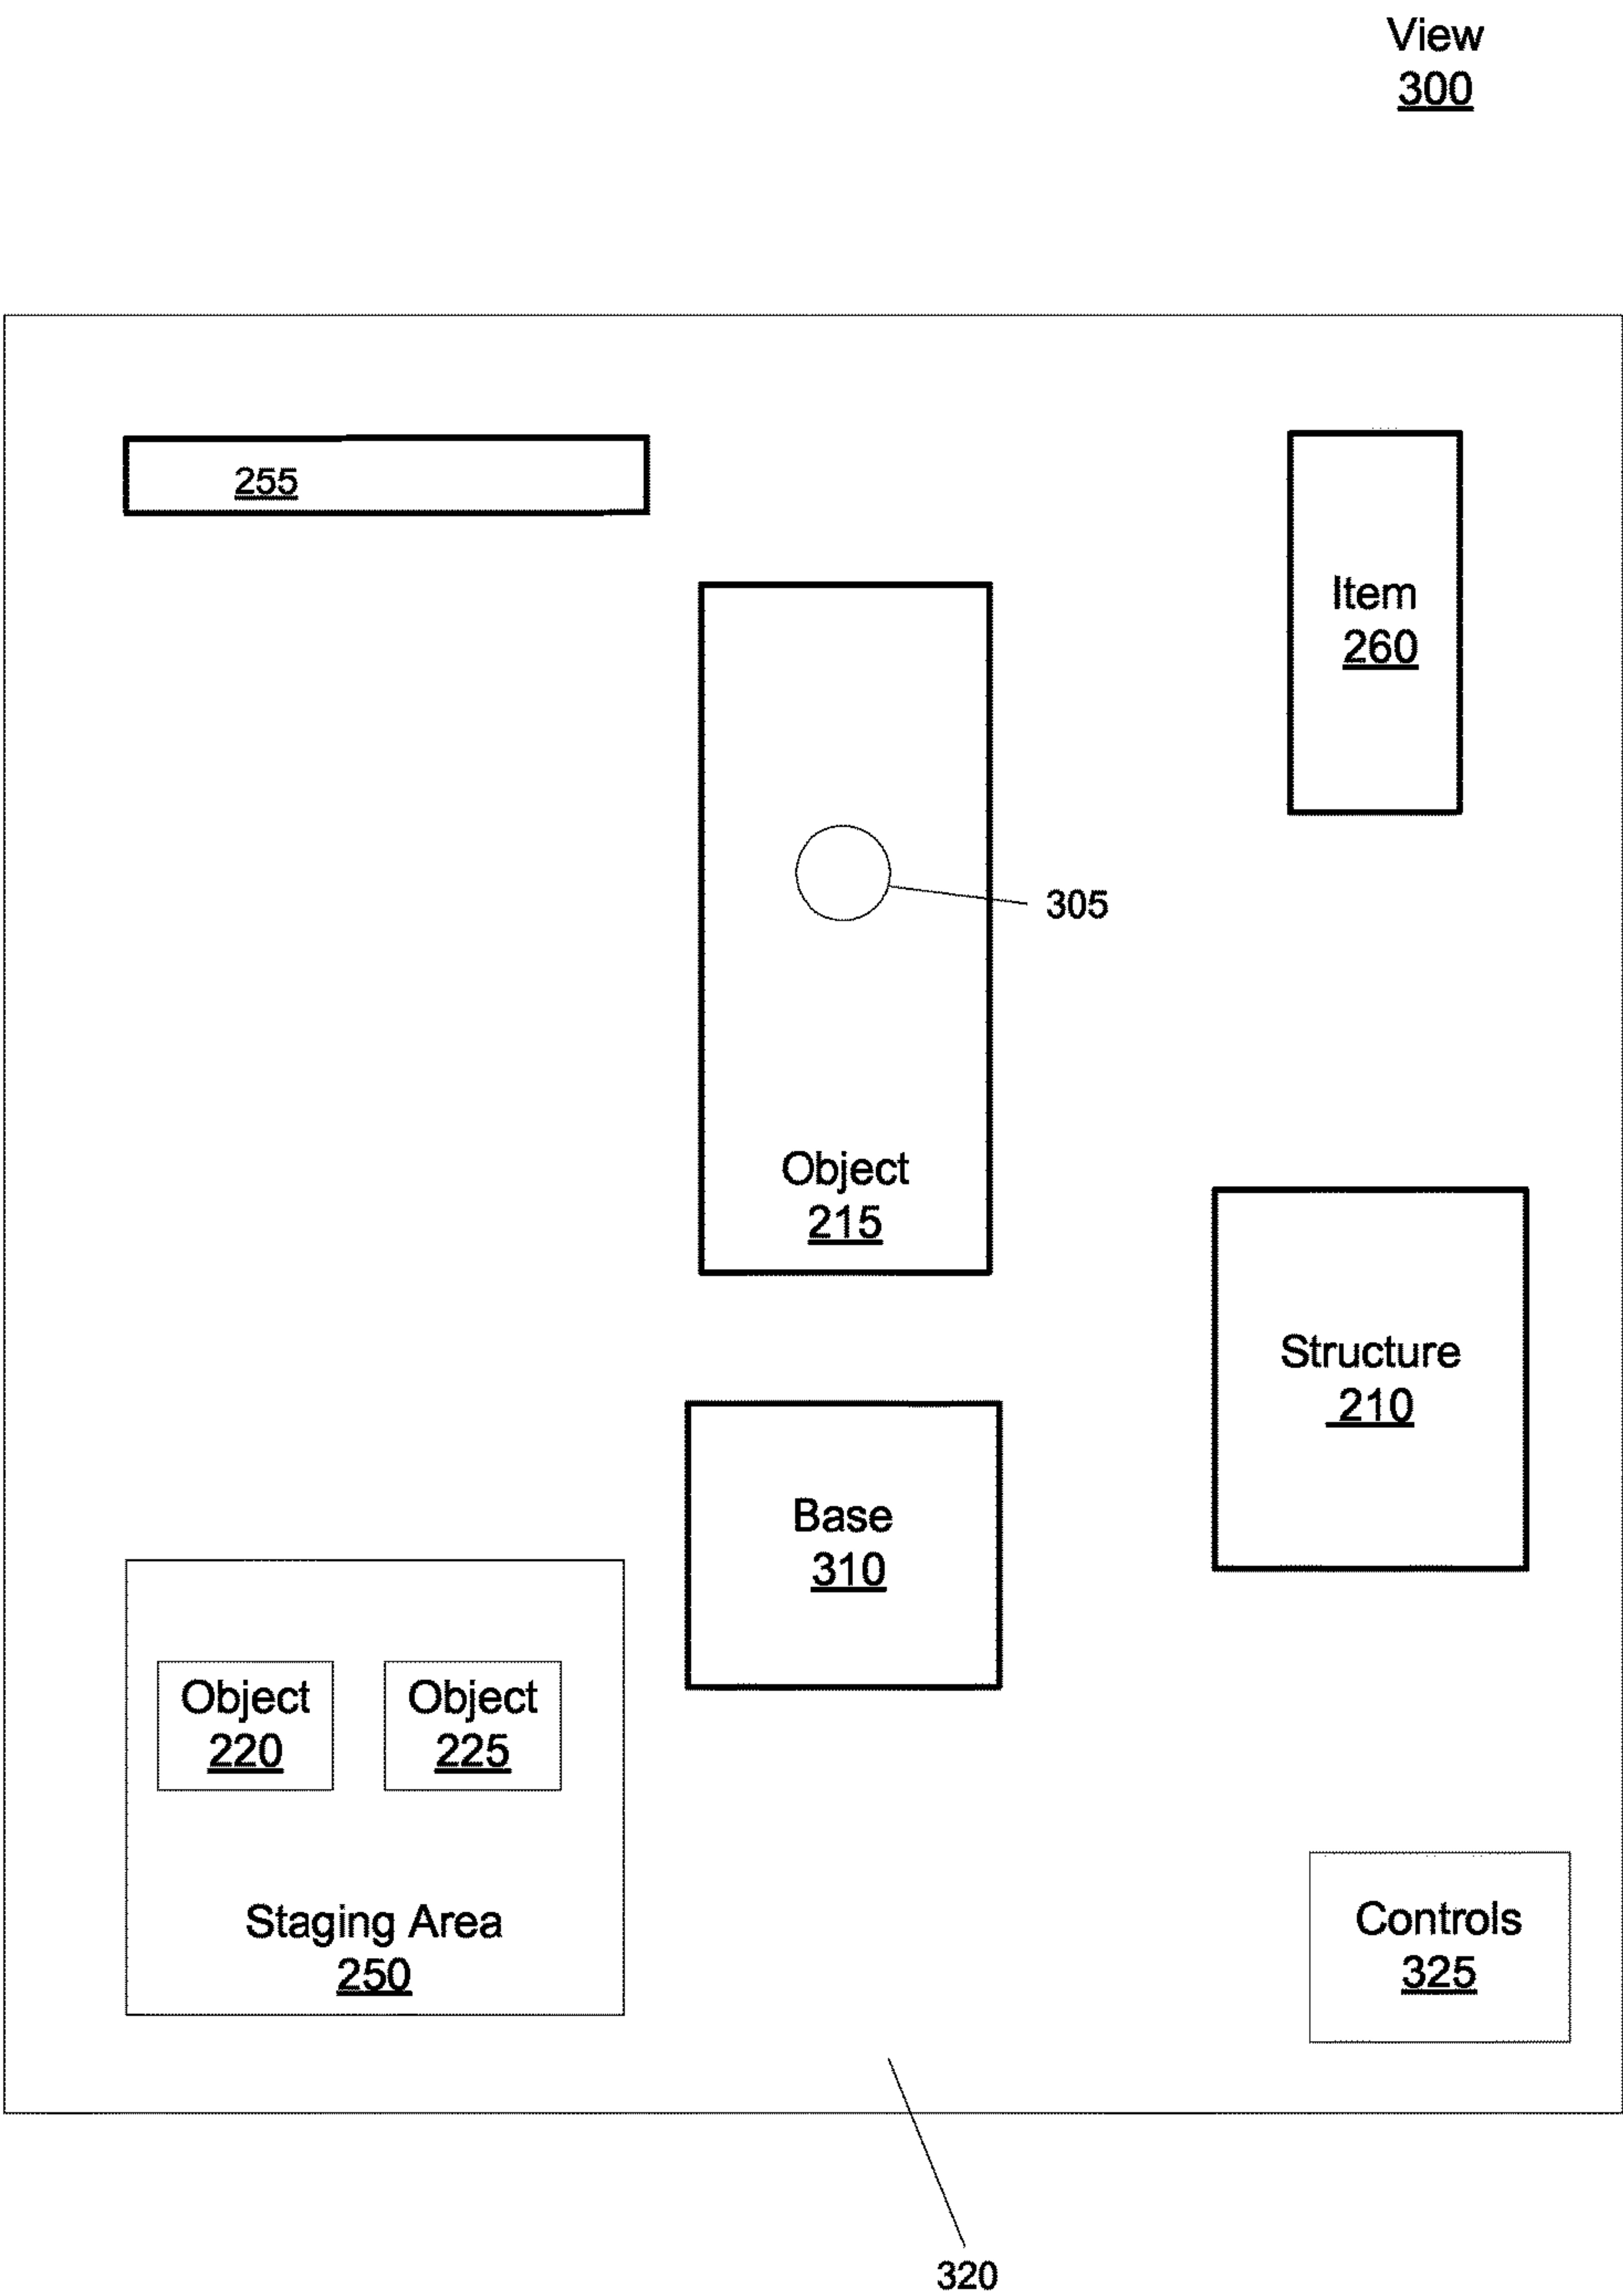 View
300
255
Item
260
305
Object
215
Structure
210
Base
310
Object
220
Object
225
Staging Area
250
Controls
325
320